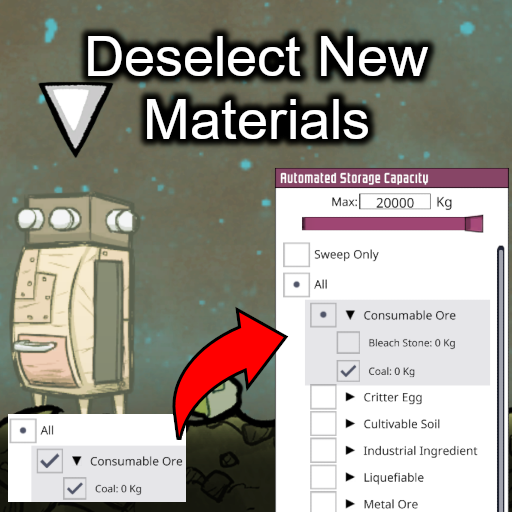 Deselect New
Materials
Automated Storage Capacity
Max: 20000 Kg
Sweep Only
All
Consumable Ore
Bleach Stone: 0 Kg
Coal: 0 Kg
Critter Egg
Cultivable Soil
Industrial Ingredient
Liquefiable
Metal Ore
All
Consumable Ore
Coal: 0 Kg